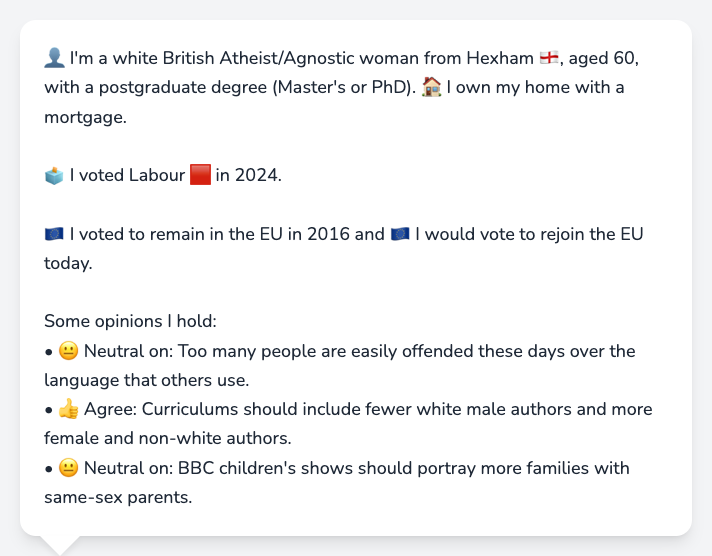 👤 I'm a white British Atheist/Agnostic woman from Hexham 🏴󠁧󠁢󠁥󠁮󠁧󠁿, aged 60,
with a postgraduate degree (Master's or PhD). 🏠 I own my home with a
mortgage.
🗳️ I voted Labour 🟥 in 2024.
🇪🇺 I voted to remain in the EU in 2016 and 🇪🇺 I would vote to rejoin the EU
today.
Some opinions I hold:
• 😐 Neutral on: Too many people are easily offended these days over the
language that others use.
• 👍 Agree: Curriculums should include fewer white male authors and more
female and non-white authors.
• 😐 Neutral on: BBC children's shows should portray more families with
same-sex parents.